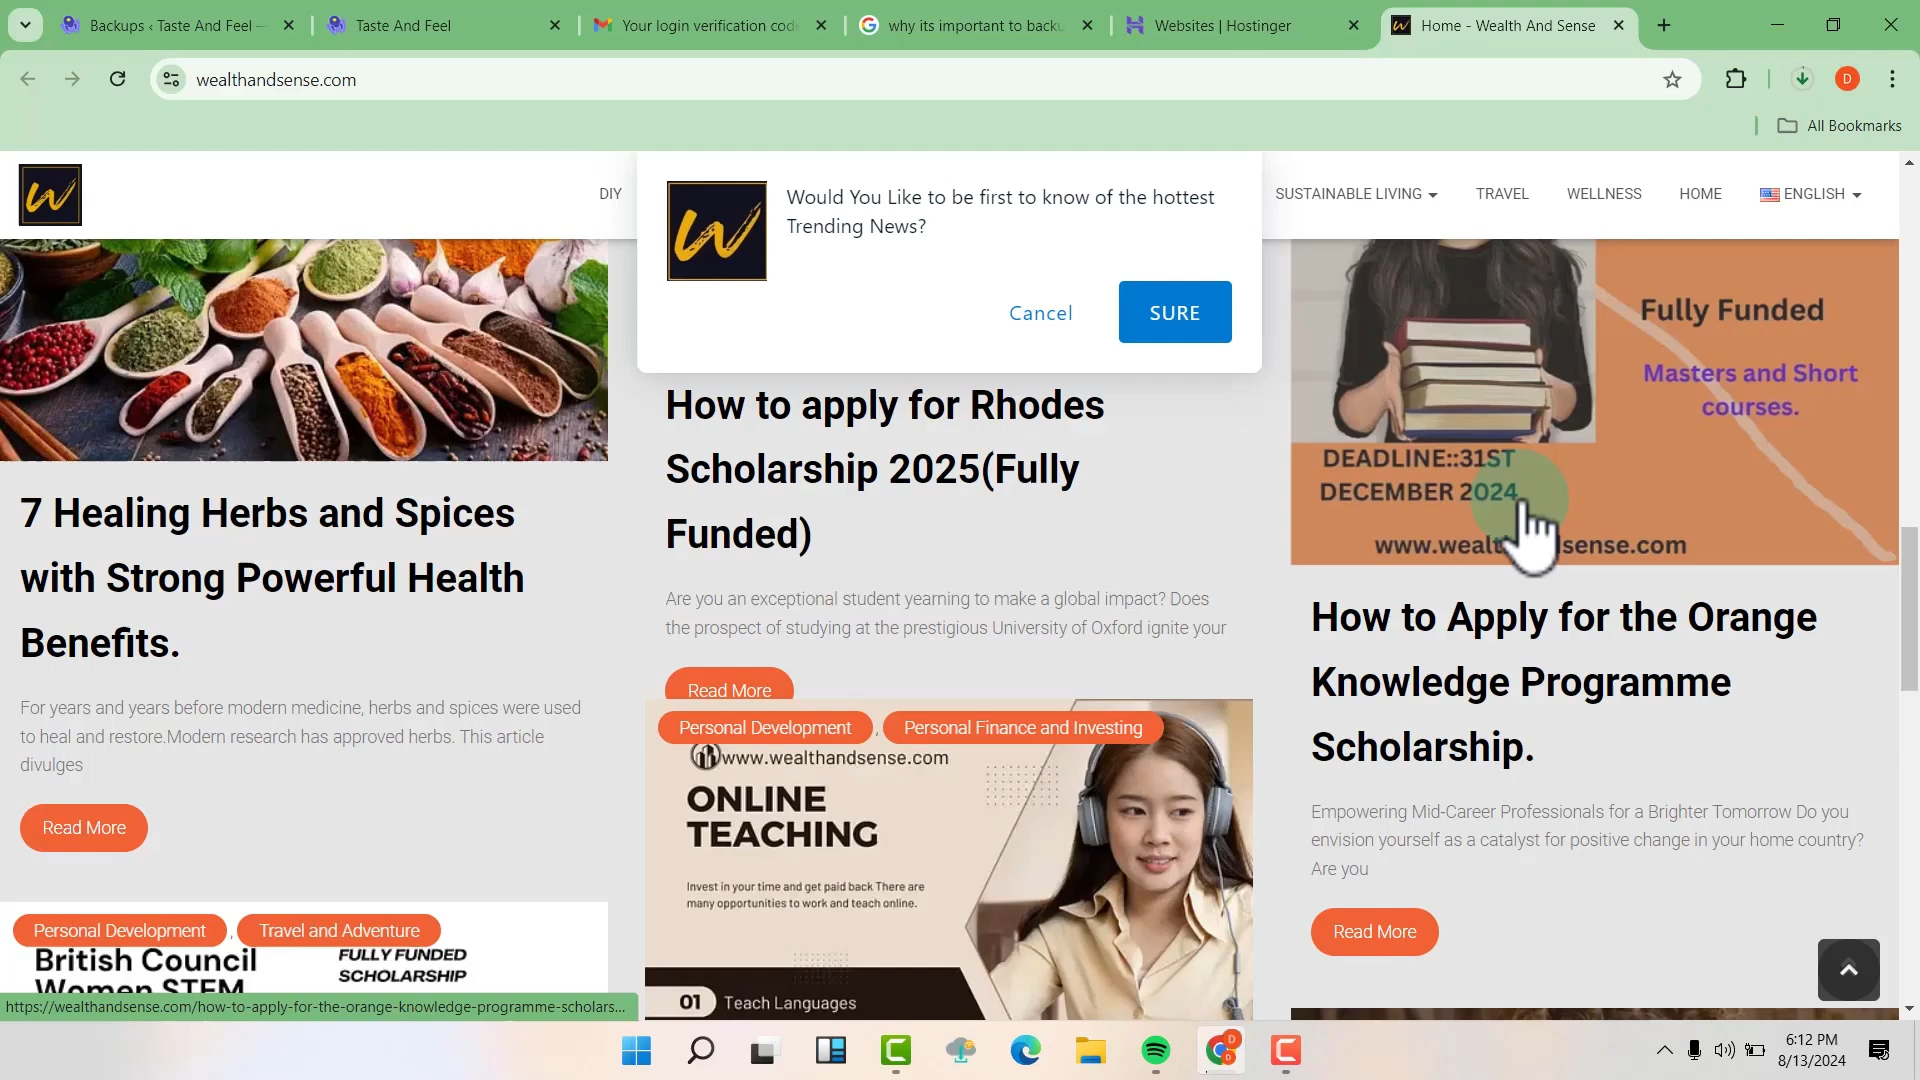 Backups ‹ Taste And Feel —
Taste And Feel
Your login verification code
why its important to backu
Websites | Hostinger
Home - Wealth And Sense
wealthandsense.com
D
All Bookmarks
W
DIY
SUSTAINABLE LIVING
TRAVEL
WELLNESS
HOME
ENGLISH
W
Would You Like to be first to know of the hottest
Trending News?
Cancel
SURE
7 Healing Herbs and Spices
with Strong Powerful Health
Benefits.
For years and years before modern medicine, herbs and spices were used
to heal and restore.Modern research has approved herbs. This article
divulges
Read More
Personal Development , Travel and Adventure
British Council
Women STEM
FULLY FUNDED
SCHOLARSHIP
How to apply for Rhodes
Scholarship 2025(Fully
Funded)
Are you an exceptional student yearning to make a global impact? Does
the prospect of studying at the prestigious University of Oxford ignite your
Read More
Personal Development , Personal Finance and Investing
www.wealthandsense.com
ONLINE
TEACHING
Invest in your time and get paid back There are
many opportunities to work and teach online.
01 Teach Languages
Fully Funded
Masters and Short
courses.
DEADLINE::31ST
DECEMBER 2024
www.wealt sense.com
How to Apply for the Orange
Knowledge Programme
Scholarship.
Empowering Mid-Career Professionals for a Brighter Tomorrow Do you
envision yourself as a catalyst for positive change in your home country?
Are you
Read More
https://wealthandsense.com/how-to-apply-for-the-orange-knowledge-programme-scholars...
6:12 PM
8/13/2024